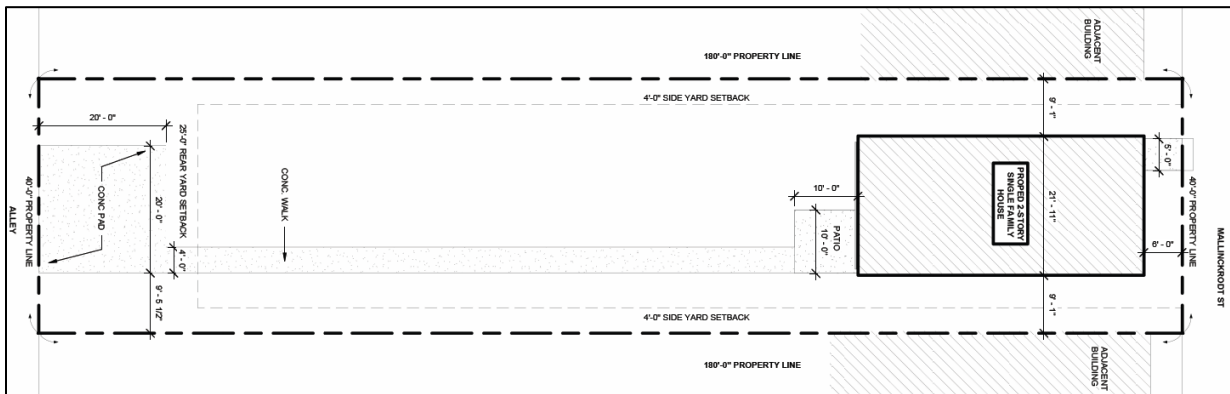 ADJACENT
BUILDING
180'-0" PROPERTY LINE
4'-0" SIDE YARD SETBACK
9' - 1"
20' - 0"
25'-0" REAR YARD SETBACK
5' - 0"
40'-0" PROPERTY LINE
ALLEY
CONC PAD
20' - 0"
4' - 0"
9' - 5 1/2"
CONC. WALK
10' - 0"
PATIO
10' - 0"
PROPED 2-STORY
SINGLE FAMILY
HOUSE
21' - 11"
6' - 0"
40'-0" PROPERTY LINE
MALLINCKRODT ST
9' - 1"
4'-0" SIDE YARD SETBACK
180'-0" PROPERTY LINE
ADJACENT
BUILDING